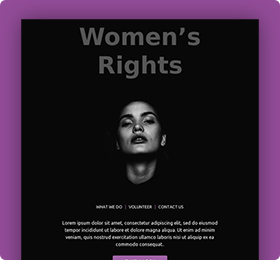 Women's
Rights
WHAT WE DO | VOLUNTEER | CONTACT US
Lorem ipsum dolor sit amet, consectetur adipiscing elit, sed do
eiusmod tempor incididunt ut labore et dolore magna
aliqua. Ut enim ad minim
veniam, quis nostrud exercitation ullamco laboris nisi ut aliquip ex ea
commodo consequat.